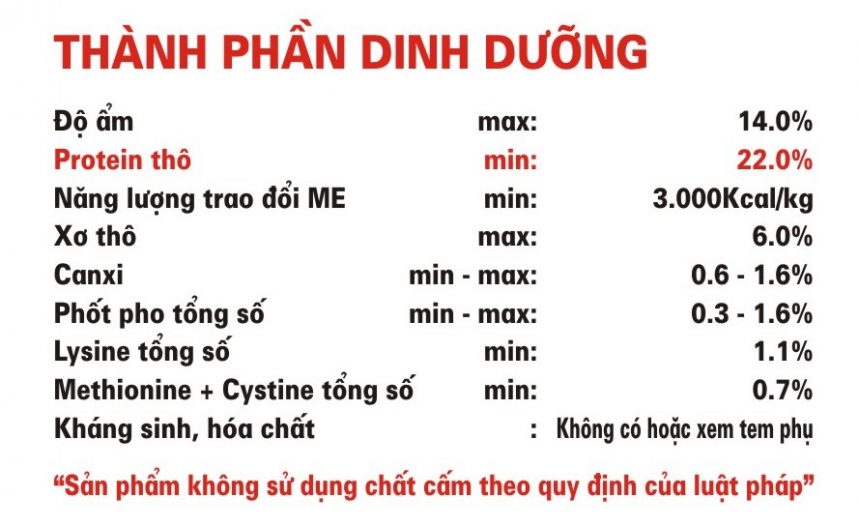 THÀNH PHẦN DINH DƯỠNG
Độ ẩm max: 14.0%
Protein thô min: 22.0%
Năng lượng trao đổi ME min: 3.000Kcal/kg
Xơ thô max: 6.0%
Canxi min - max: 0.6 - 1.6%
Phốt pho tổng số min - max: 0.3 - 1.6%
Lysine tổng số min: 1.1%
Methionine + Cystine tổng số min: 0.7%
Kháng sinh, hóa chất : Không có hoặc xem tem phụ
“Sản phẩm không sử dụng chất cấm theo quy định của luật pháp”